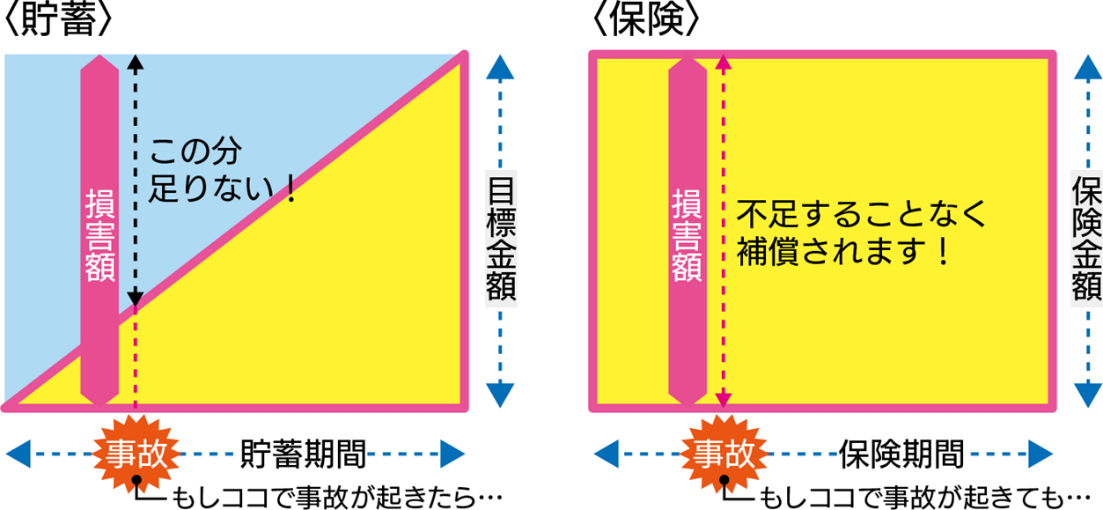 〈貯蓄〉
損害額
この分
足りない！
目標金額
事故
貯蓄期間
もしココで事故が起きたら…
〈保険〉
損害額
不足することなく
補償されます！
保険金額
事故
保険期間
もしココで事故が起きても…